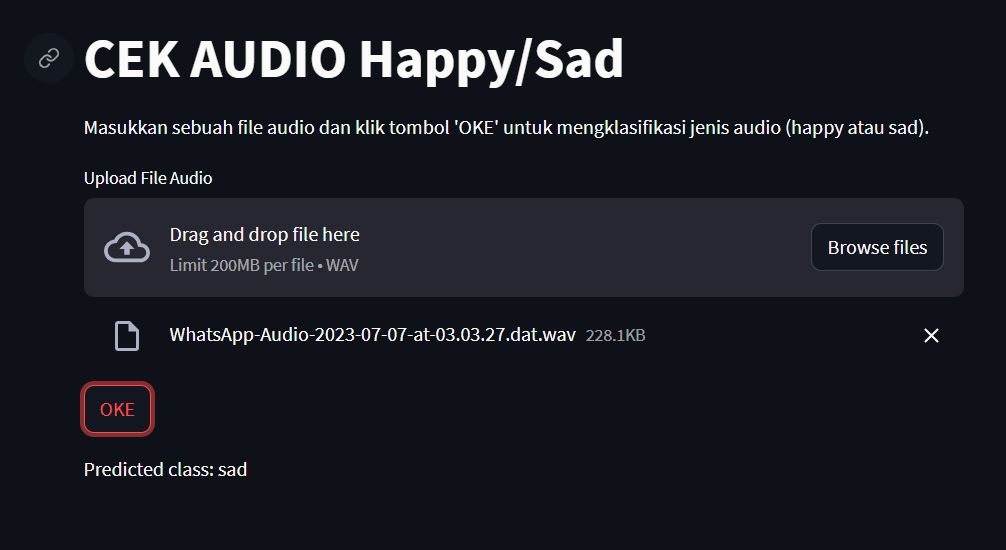 CEK AUDIO Happy/Sad
Masukkan sebuah file audio dan klik tombol 'OKE' untuk mengklasifikasi jenis audio (happy atau sad).
Upload File Audio
Drag and drop file here
Limit 200MB per file • WAV
Browse files
WhatsApp-Audio-2023-07-07-at-03.03.27.dat.wav 228.1KB
OKE
Predicted class: sad